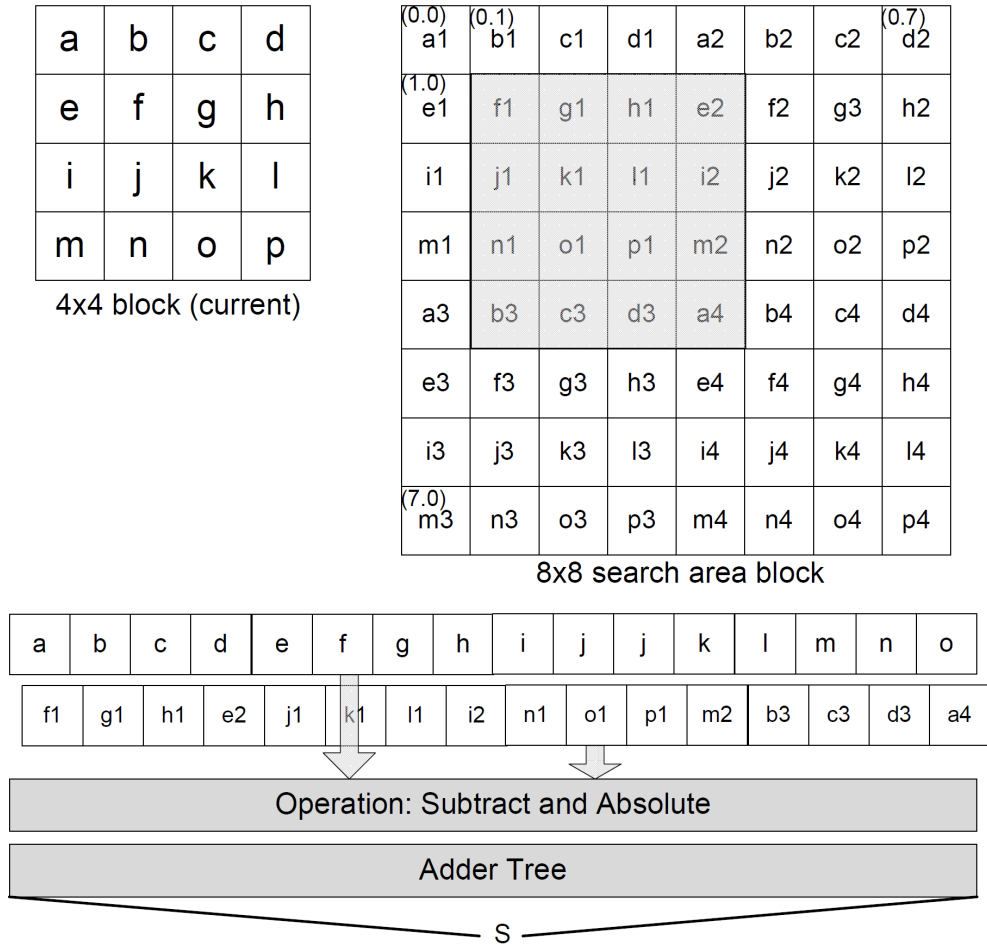 a b c d
e f g h
i j k l
m n o p
4x4 block (current)
(0.0) (0.1) (0.7)
a1 b1 c1 d1 a2 b2 c2 d2
(1.0)
e1 f1 g1 h1 e2 f2 g3 h2
i1 j1 k1 l1 i2 j2 k2 l2
m1 n1 o1 p1 m2 n2 o2 p2
a3 b3 c3 d3 a4 b4 c4 d4
e3 f3 g3 h3 e4 f4 g4 h4
i3 j3 k3 l3 i4 j4 k4 l4
(7.0)
m3 n3 o3 p3 m4 n4 o4 p4
8x8 search area block
a b c d e f g h i j j k l m n o
f1 g1 h1 e2 j1 k1 l1 i2 n1 o1 p1 m2 b3 c3 d3 a4
Operation: Subtract and Absolute
Adder Tree
S